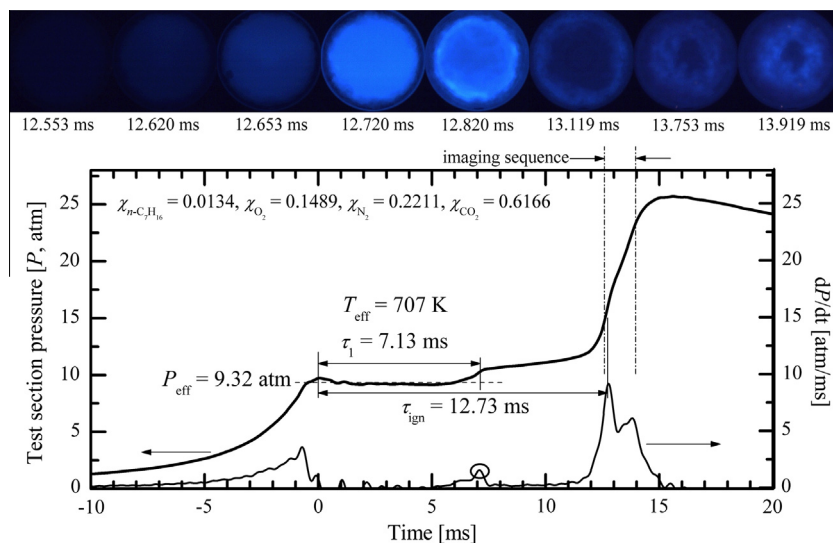 12.553 ms 12.620 ms 12.653 ms 12.720 ms 12.820 ms 13.119 ms 13.753 ms 13.919 ms
imaging sequence
χn-C7H16 = 0.0134, χO2 = 0.1489, χN2 = 0.2211, χCO2 = 0.6166
Teff = 707 K
τ1 = 7.13 ms
Peff = 9.32 atm
τign = 12.73 ms
Test section pressure [P, atm]
25
20
15
10
5
0
dP/dt [atm/ms]
25
20
15
10
5
0
-10 -5 0 5 10 15 20
Time [ms]